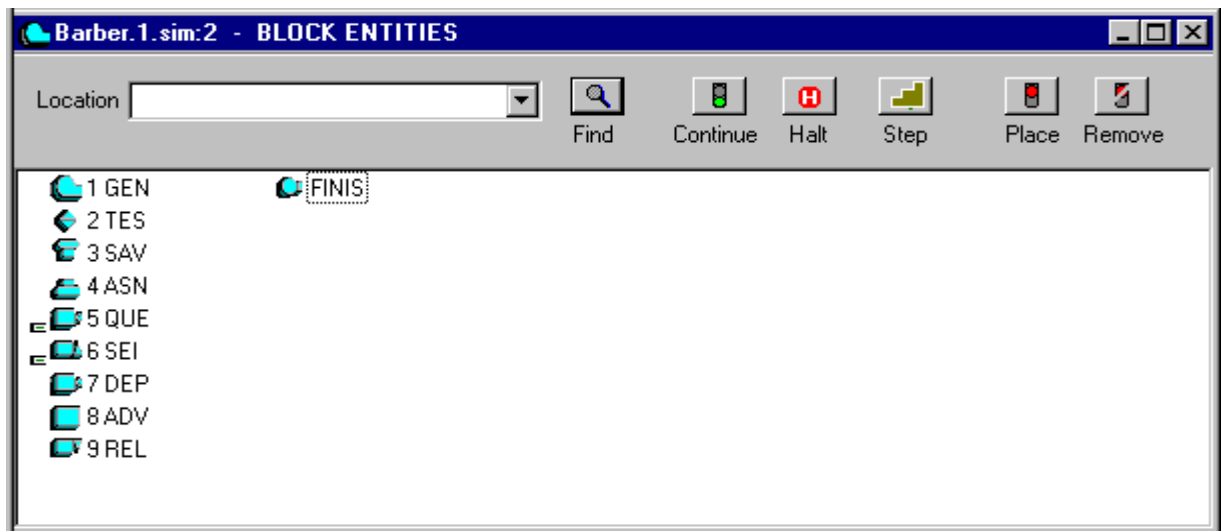 Barber.1.sim:2 - BLOCK ENTITIES
Location
Find Continue Halt Step Place Remove
1 GEN FINIS
2 TES
3 SAV
4 ASN
5 QUE
6 SEI
7 DEP
8 ADV
9 REL